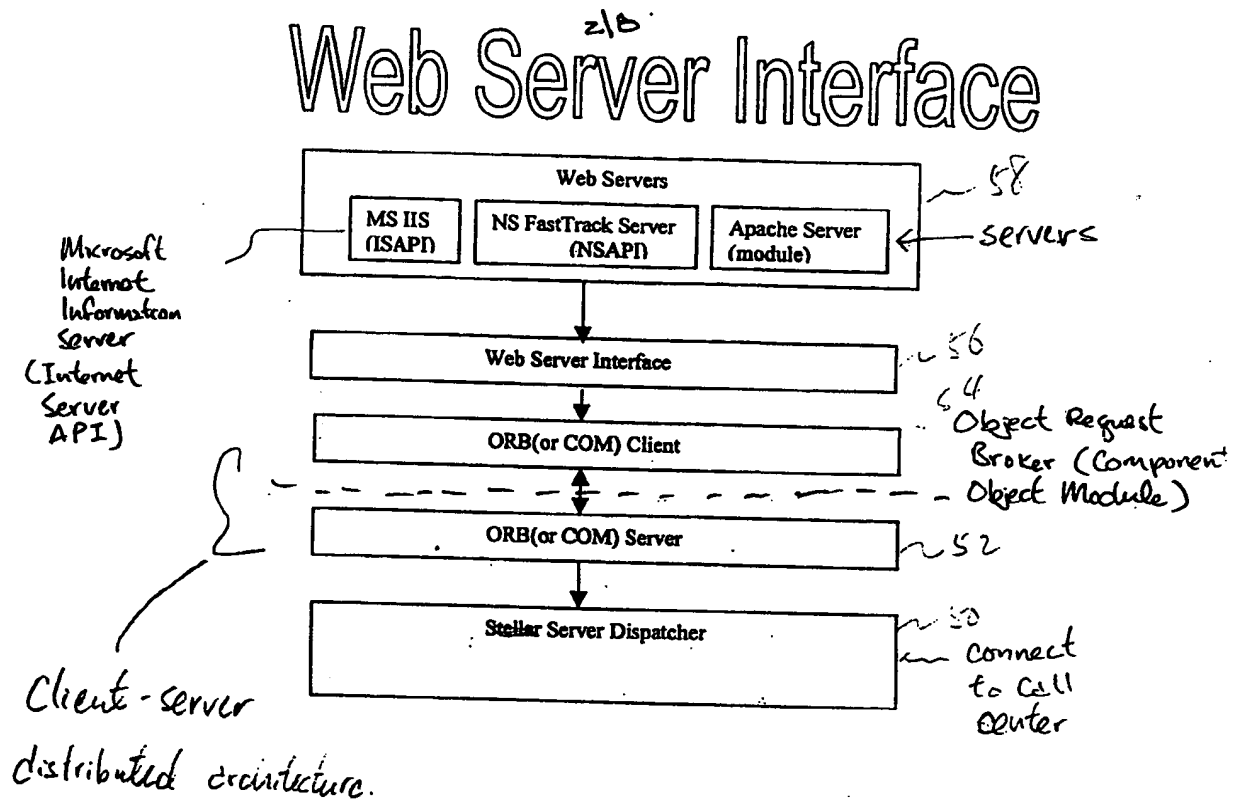 2/8
Web Server Interface
Web Servers
58
MS IIS
(ISAPI)
NS FastTrack Server
(NSAPI)
Apache Server
(module)
servers
Microsoft
Internet
Information
Server
(Internet
Server
API)
Web Server Interface
56
54
ORB(or COM) Client
Object Request
Broker (Component
Object Module)
ORB(or COM) Server
52
Stellar Server Dispatcher
50
connect
to call
center
Client-server
distributed architecture.